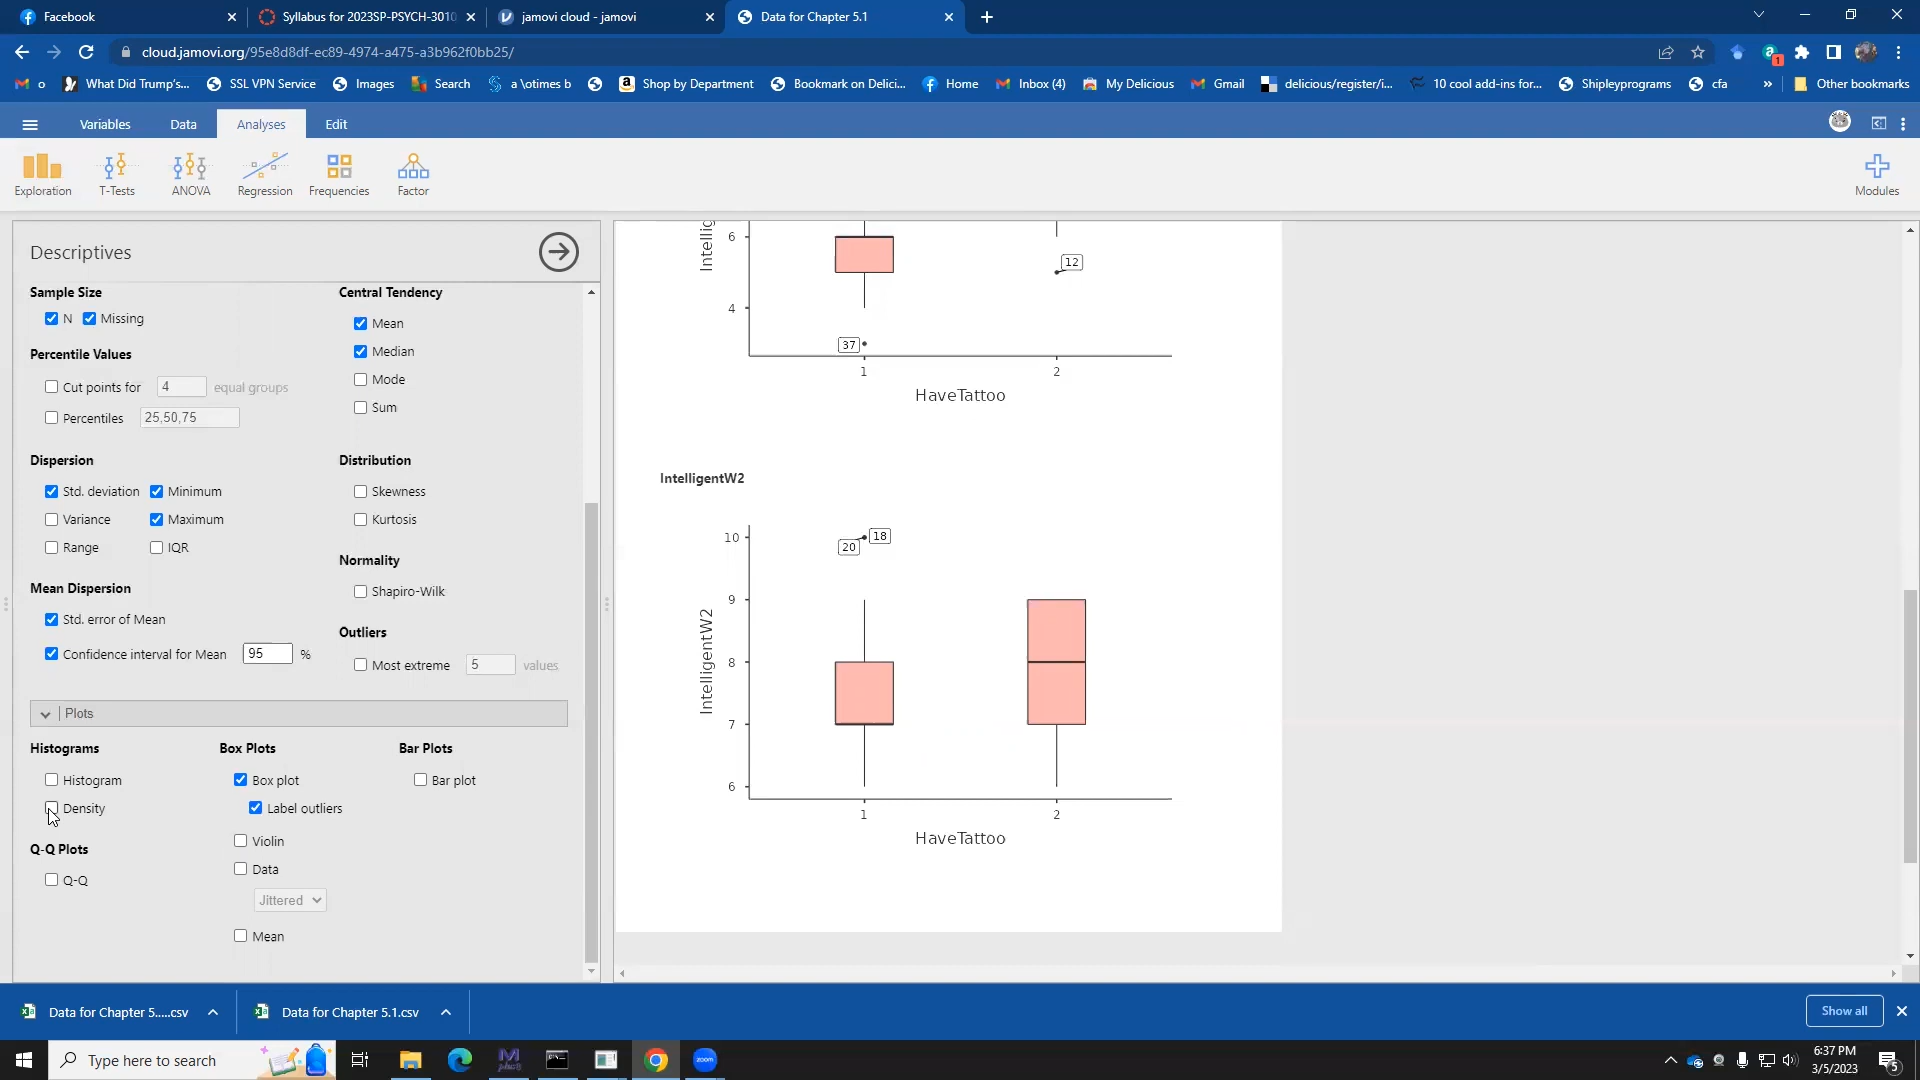 Facebook
Syllabus for 2023SP-PSYCH-3010
jamovi cloud - jamovi
Data for Chapter 5.1
cloud.jamovi.org/95e8d8df-ec89-4974-a475-a3b962f0bb25/
1
o
What Did Trump's...
SSL VPN Service
Images
Search
a \otimes b
Shop by Department
Bookmark on Delici...
Home
Inbox (4)
My Delicious
Gmail
delicious/register/i...
10 cool add-ins for...
Shipleyprograms
cfa
»
Other bookmarks
Variables
Data
Analyses
Edit
Exploration
T-Tests
ANOVA
Regression
Frequencies
Factor
Modules
Descriptives
Sample Size
N
Missing
Percentile Values
Cut points for 4 equal groups
Percentiles 25,50,75
Dispersion
Std. deviation
Minimum
Variance
Maximum
Range
IQR
Mean Dispersion
Std. error of Mean
Confidence interval for Mean 95 %
Central Tendency
Mean
Median
Mode
Sum
Distribution
Skewness
Kurtosis
Normality
Shapiro-Wilk
Outliers
Most extreme 5 values
Plots
Histograms
Histogram
Density
Q-Q Plots
Q-Q
Box Plots
Box plot
Label outliers
Violin
Data
Jittered
Mean
Bar Plots
Bar plot
6
4
12
37
1
2
HaveTattoo
IntelligentW2
IntelligentW2
10
9
8
7
6
18
20
1
2
HaveTattoo
Data for Chapter 5.....csv
Data for Chapter 5.1.csv
Show all
Type here to search
zoom
6:37 PM
3/5/2023
5